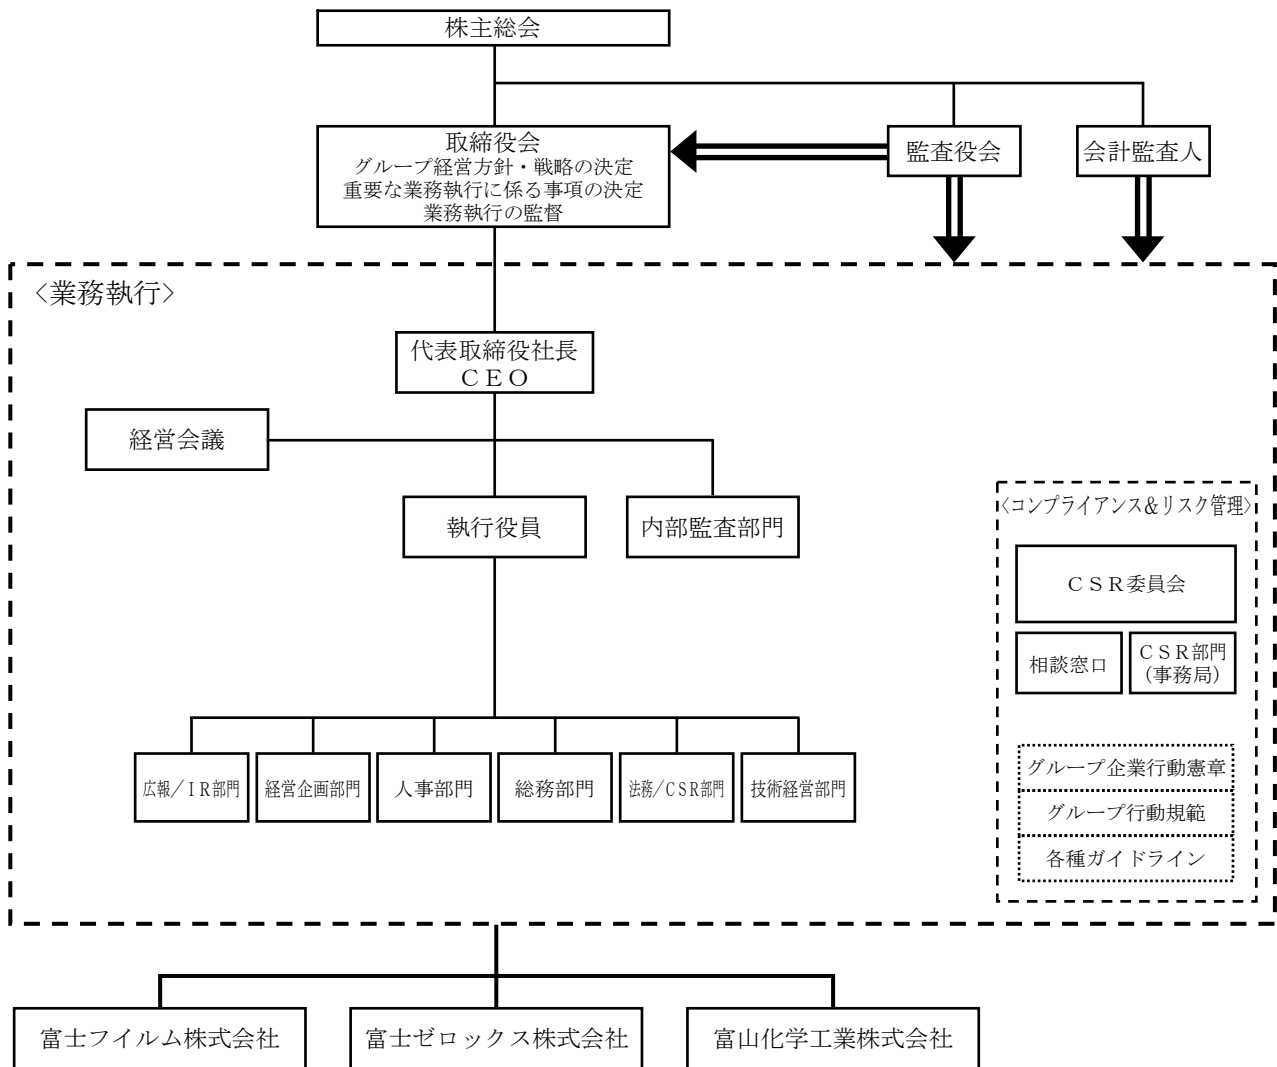 株主総会
取締役会
グループ経営方針・戦略の決定
重要な業務執行に係る事項の決定
業務執行の監督
監査役会
会計監査人
〈業務執行〉
代表取締役社長
ＣＥＯ
経営会議
執行役員
内部監査部門
〈コンプライアンス＆リスク管理〉
ＣＳＲ委員会
相談窓口
ＣＳＲ部門
(事務局)
広報／ＩＲ部門
経営企画部門
人事部門
総務部門
法務／ＣＳＲ部門
技術経営部門
グループ企業行動憲章
グループ行動規範
各種ガイドライン
富士フイルム株式会社
富士ゼロックス株式会社
富山化学工業株式会社